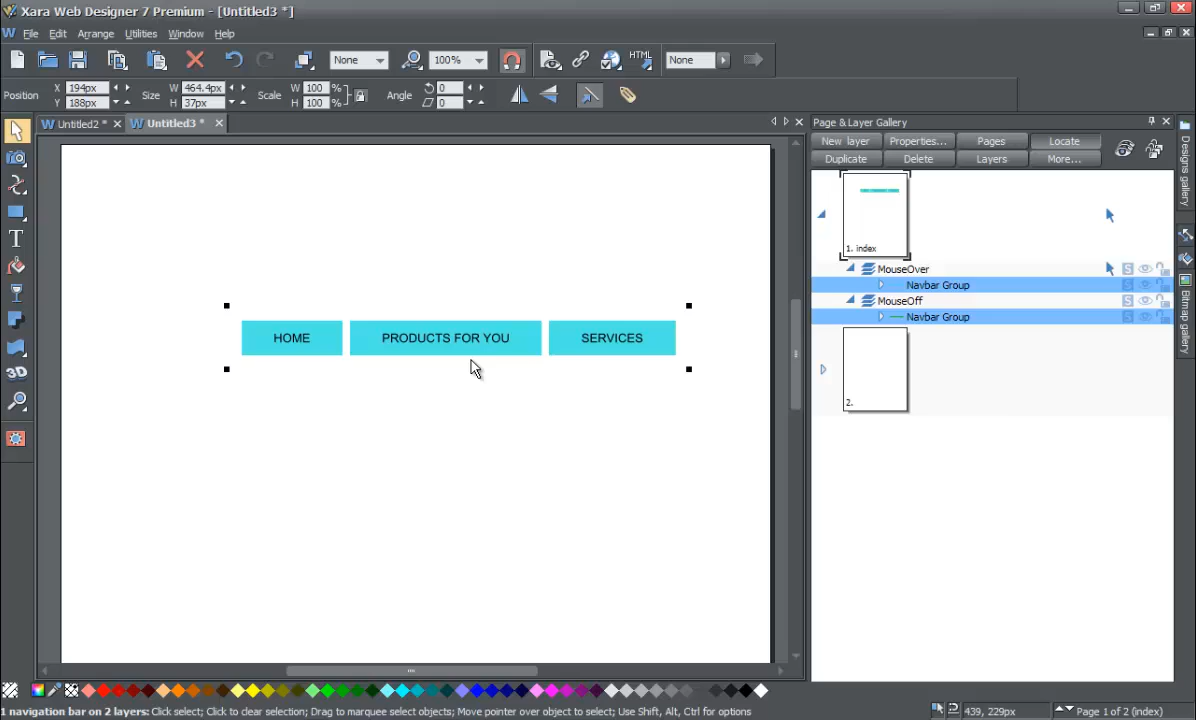 Xara Web Designer 7 Premium - [Untitled3 *]
File Edit Arrange Utilities Window Help
None 100% HTML None
Position X 194px Y 188px Size W 464.4px H 37px Scale W 100 % H 100 % Angle 0 0
Untitled2 * Untitled3 *
Page & Layer Gallery
New layer Properties... Pages Locate
Duplicate Delete Layers More...
Designs gallery
Bitmap gallery
1. index
MouseOver
Navbar Group
MouseOff
Navbar Group
2.
HOME PRODUCTS FOR YOU SERVICES
T
3D
1 navigation bar on 2 layers: Click select; Click to clear selection; Drag to marquee select objects; Move pointer over object to select; Use Shift, Alt, Ctrl for options
439, 229px
Page 1 of 2 (index)